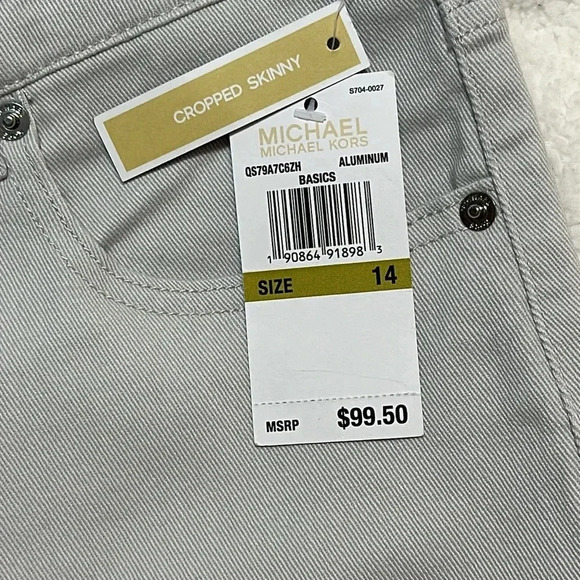 CROPPED SKINNY
S704-0027
MICHAEL
MICHAEL KORS
QS79A7C6ZH ALUMINUM
BASICS
1 90864 91898 3
SIZE 14
MSRP $99.50